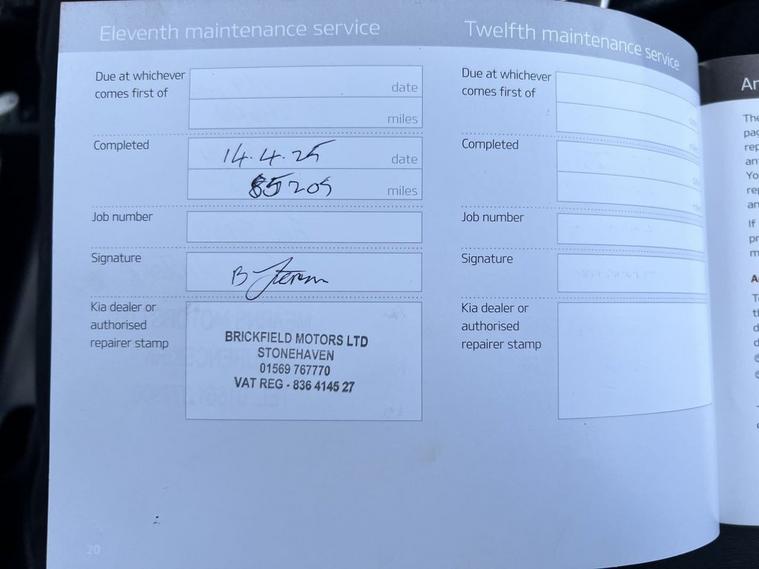 Eleventh maintenance service
Due at whichever
comes first of
date
miles
Completed
14.4.25 date
85205 miles
Job number
Signature
B
Kia dealer or
authorised
repairer stamp
BRICKFIELD MOTORS LTD
STONEHAVEN
01569 767770
VAT REG - 836 4145 27
20
Twelfth maintenance service
Due at whichever
comes first of
Completed
Job number
Signature
Kia dealer or
authorised
repairer stamp
If